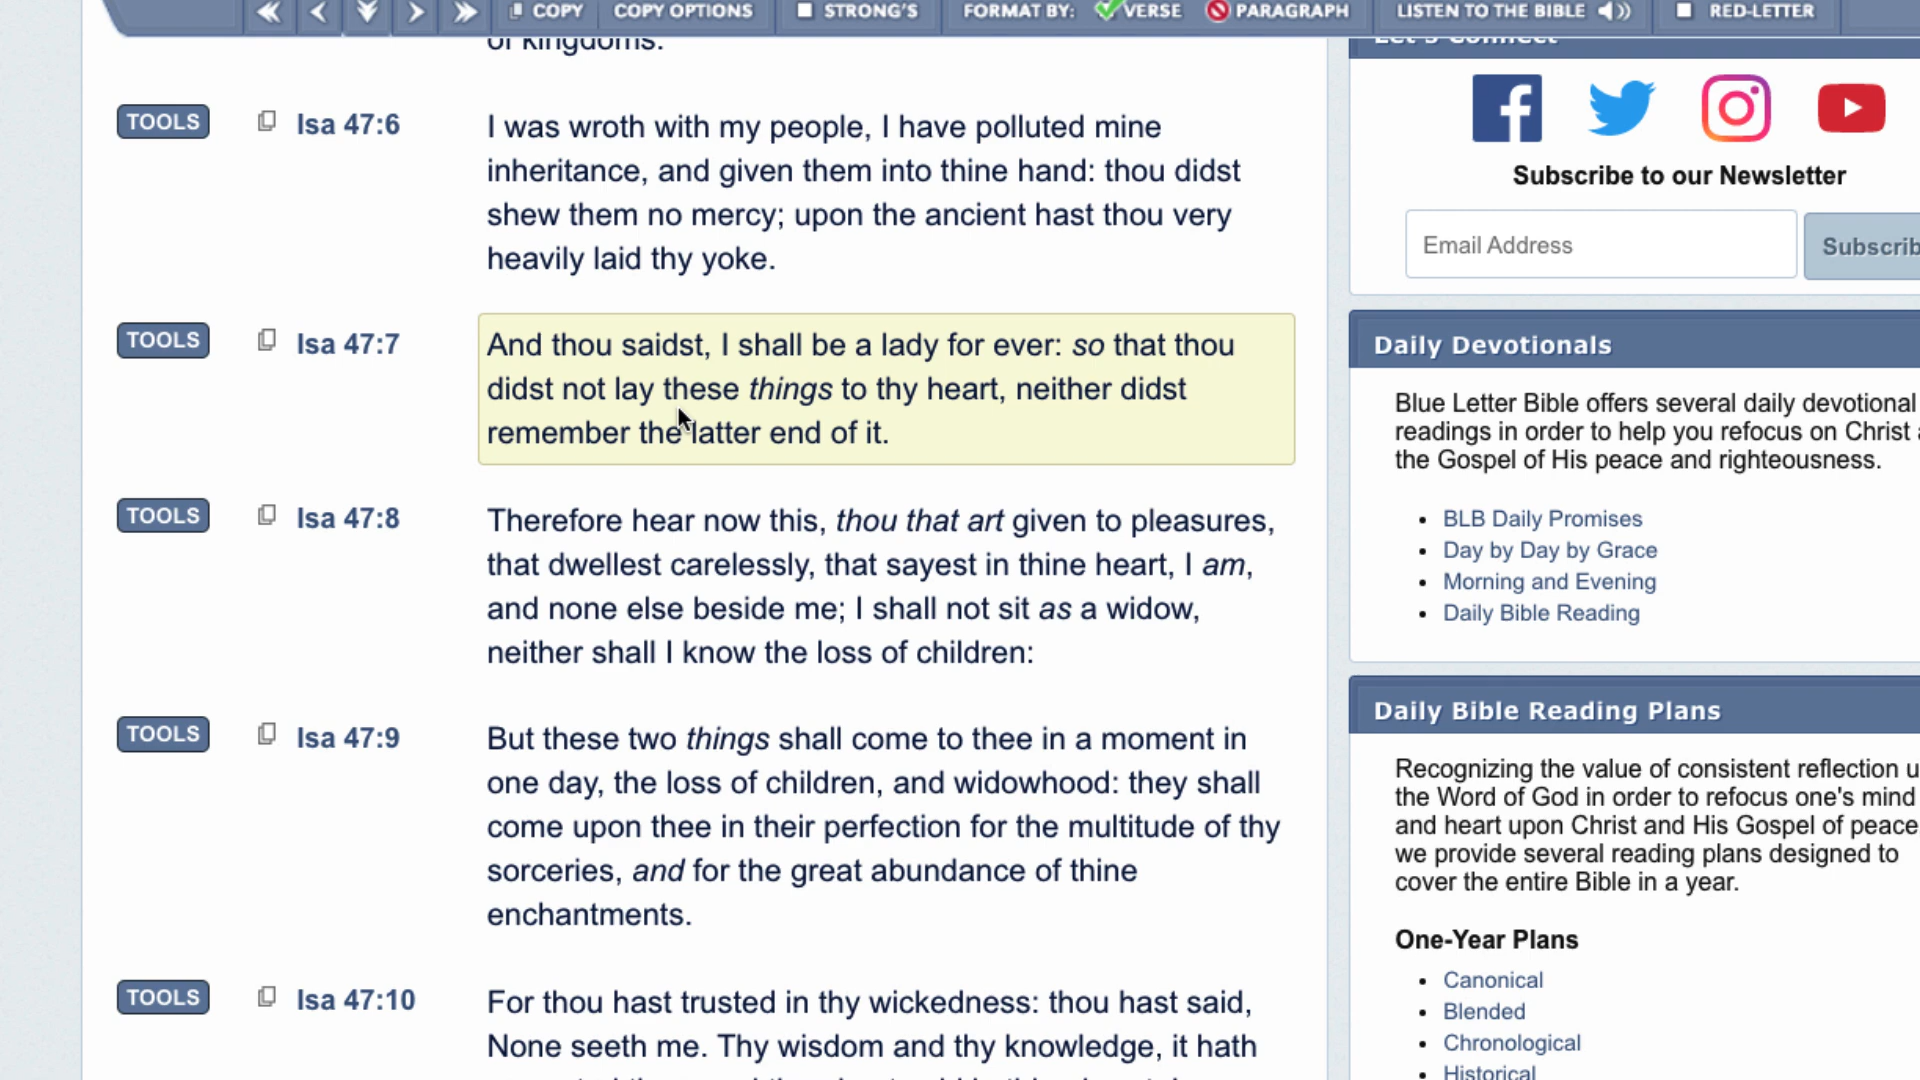 COPY COPY OPTIONS STRONG'S FORMAT BY: VERSE PARAGRAPH LISTEN TO THE BIBLE RED-LETTER
of kingdoms.
TOOLS Isa 47:6 I was wroth with my people, I have polluted mine
inheritance, and given them into thine hand: thou didst
shew them no mercy; upon the ancient hast thou very
heavily laid thy yoke.
TOOLS Isa 47:7 And thou saidst, I shall be a lady for ever: so that thou
didst not lay these things to thy heart, neither didst
remember the latter end of it.
TOOLS Isa 47:8 Therefore hear now this, thou that art given to pleasures,
that dwellest carelessly, that sayest in thine heart, I am,
and none else beside me; I shall not sit as a widow,
neither shall I know the loss of children:
TOOLS Isa 47:9 But these two things shall come to thee in a moment in
one day, the loss of children, and widowhood: they shall
come upon thee in their perfection for the multitude of thy
sorceries, and for the great abundance of thine
enchantments.
TOOLS Isa 47:10 For thou hast trusted in thy wickedness: thou hast said,
None seeth me. Thy wisdom and thy knowledge, it hath
Let's Connect
Subscribe to our Newsletter
Email Address Subscrib
Daily Devotionals
Blue Letter Bible offers several daily devotional
readings in order to help you refocus on Christ
the Gospel of His peace and righteousness.
BLB Daily Promises
Day by Day by Grace
Morning and Evening
Daily Bible Reading
Daily Bible Reading Plans
Recognizing the value of consistent reflection u
the Word of God in order to refocus one's mind
and heart upon Christ and His Gospel of peace
we provide several reading plans designed to
cover the entire Bible in a year.
One-Year Plans
Canonical
Blended
Chronological
Historical